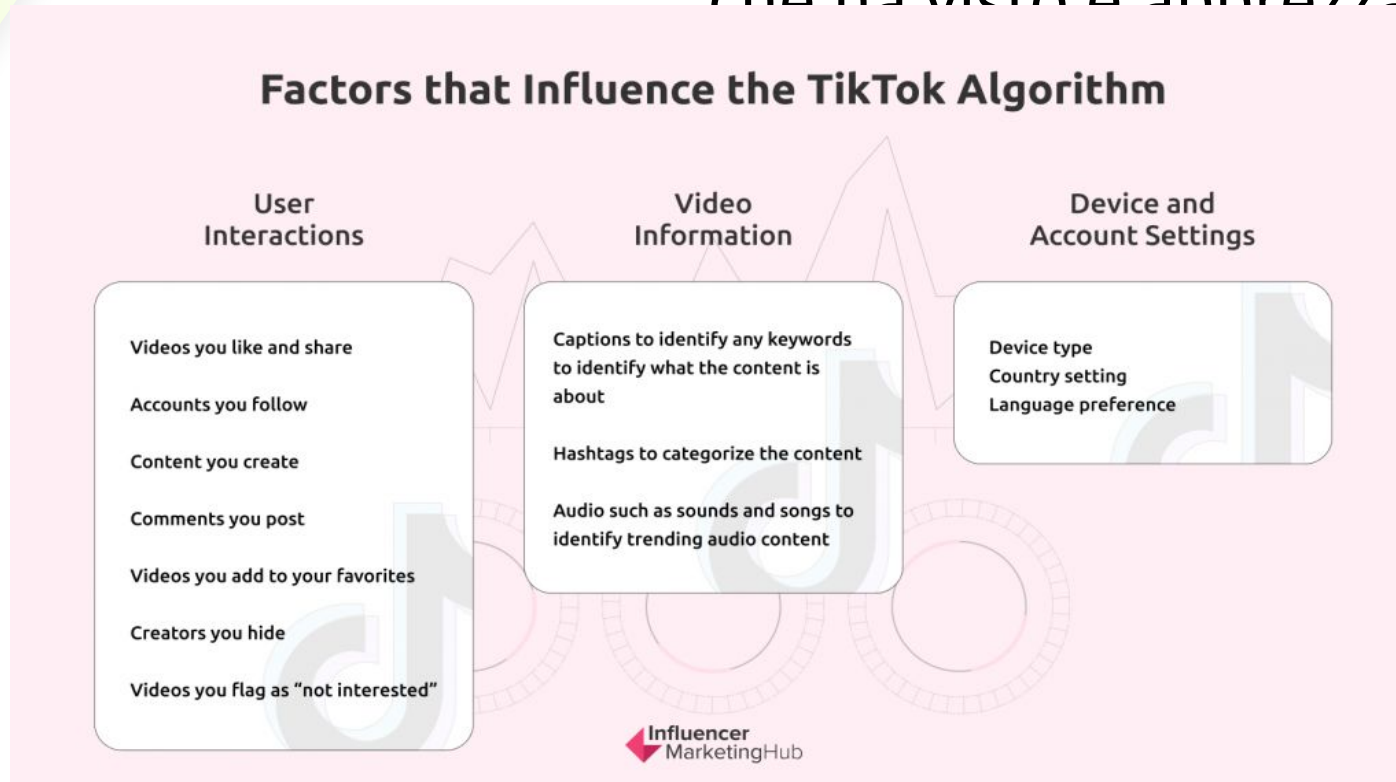 che ha visto e apprezza
Factors that Influence the TikTok Algorithm
User
Interactions
Videos you like and share
Accounts you follow
Content you create
Comments you post
Videos you add to your favorites
Creators you hide
Videos you flag as “not interested”
Video
Information
Captions to identify any keywords
to identify what the content is
about
Hashtags to categorize the content
Audio such as sounds and songs to
identify trending audio content
Device and
Account Settings
Device type
Country setting
Language preference
Influencer
MarketingHub